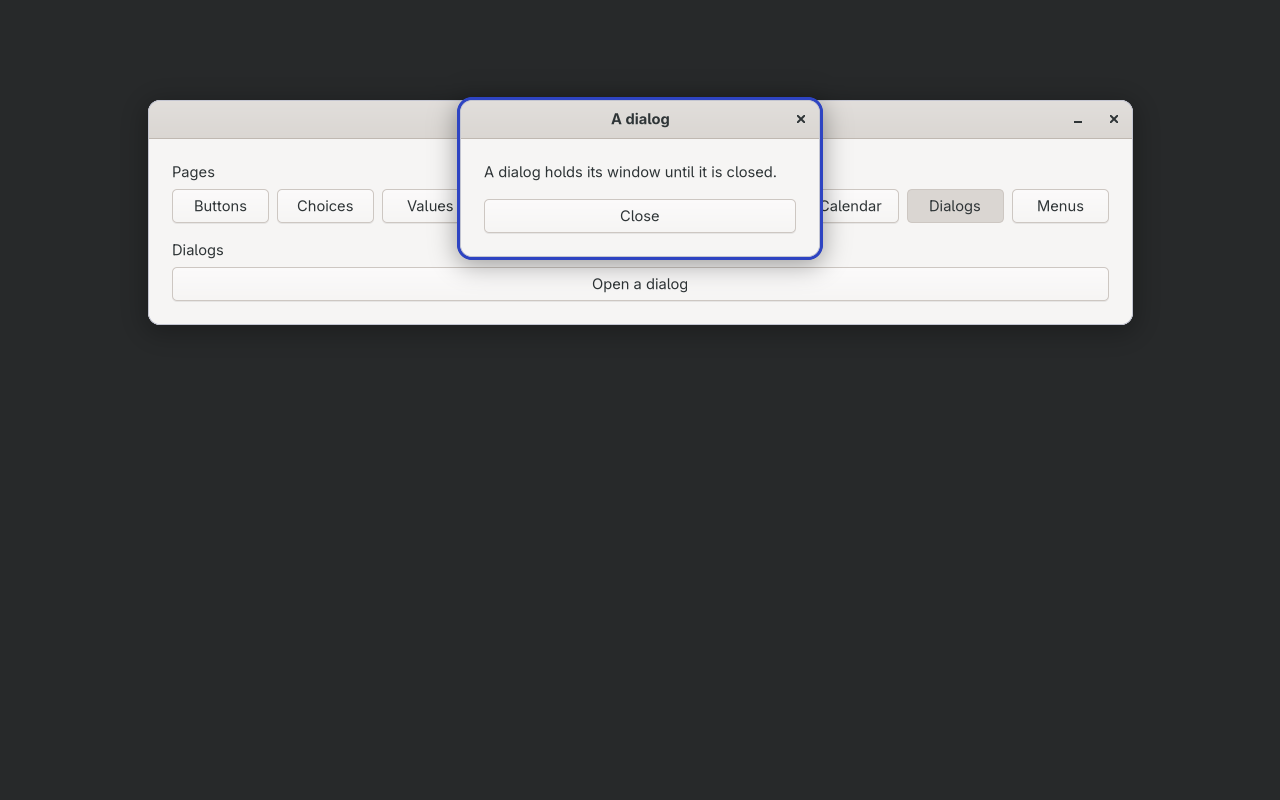 A dialog
A dialog holds its window until it is closed.
Close
Pages
Buttons
Choices
Values
Calendar
Dialogs
Menus
Dialogs
Open a dialog